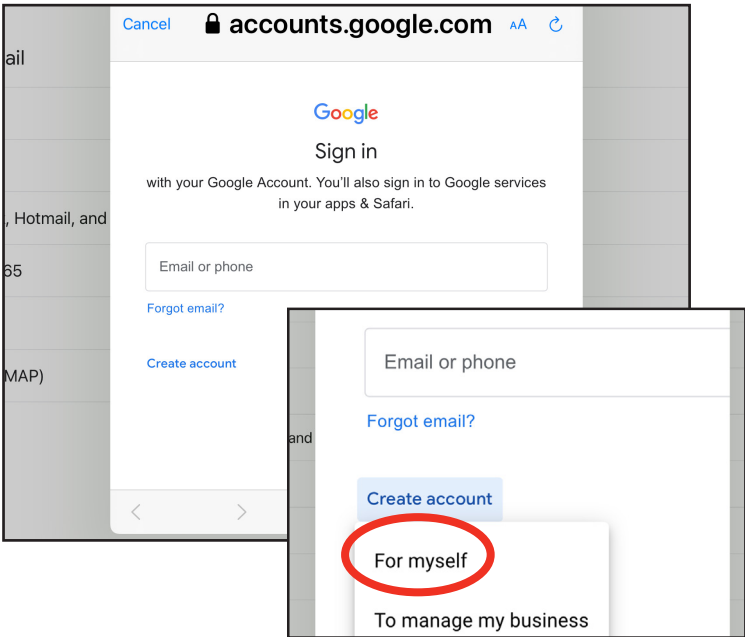 Cancel accounts.google.com AA
ail
Google
Sign in
with your Google Account. You’ll also sign in to Google services
in your apps & Safari.
, Hotmail, and
Email or phone
65
Forgot email?
Create account
MAP)
Email or phone
Forgot email?
and
Create account
For myself
To manage my business